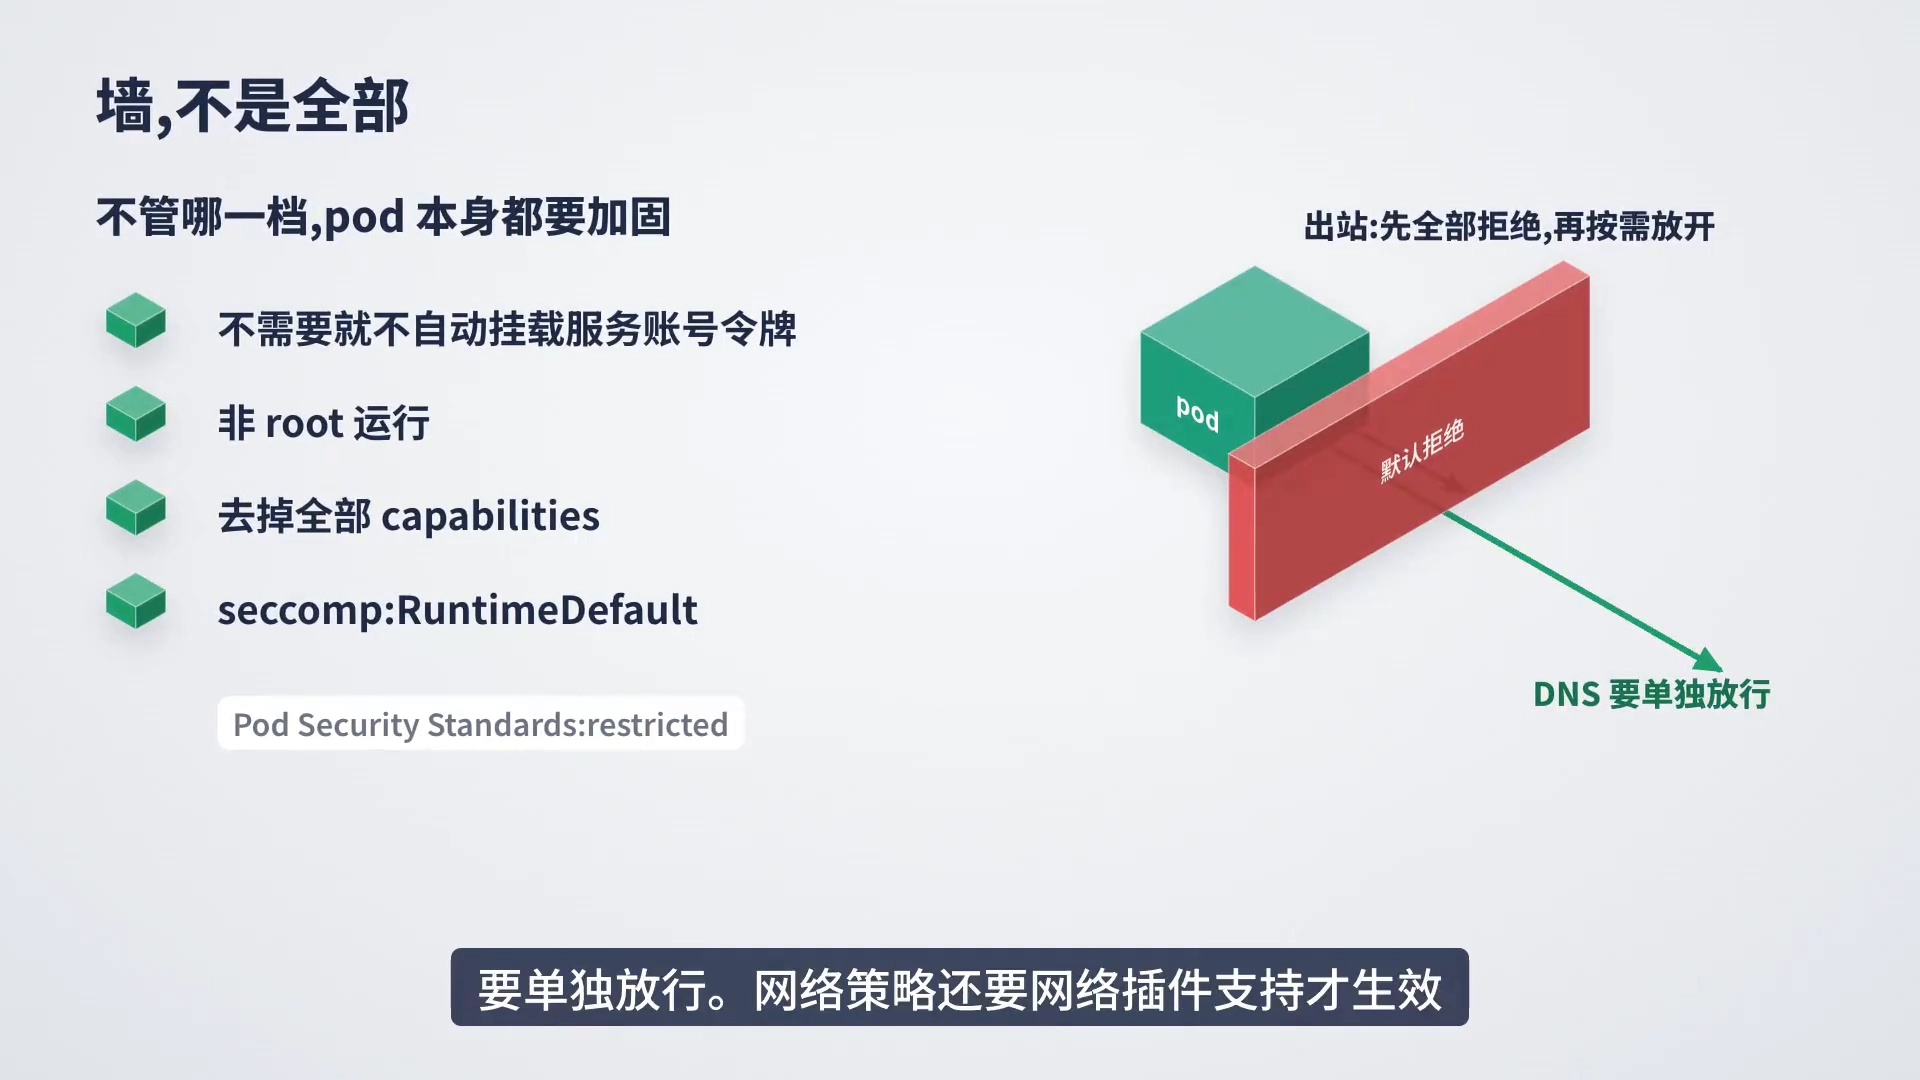 墙,不是全部
不管哪一档,pod 本身都要加固
不需要就不自动挂载服务账号令牌
非 root 运行
去掉全部 capabilities
seccomp:RuntimeDefault
Pod Security Standards:restricted
出站:先全部拒绝,再按需放开
pod
默认拒绝
DNS 要单独放行
要单独放行。网络策略还要网络插件支持才生效